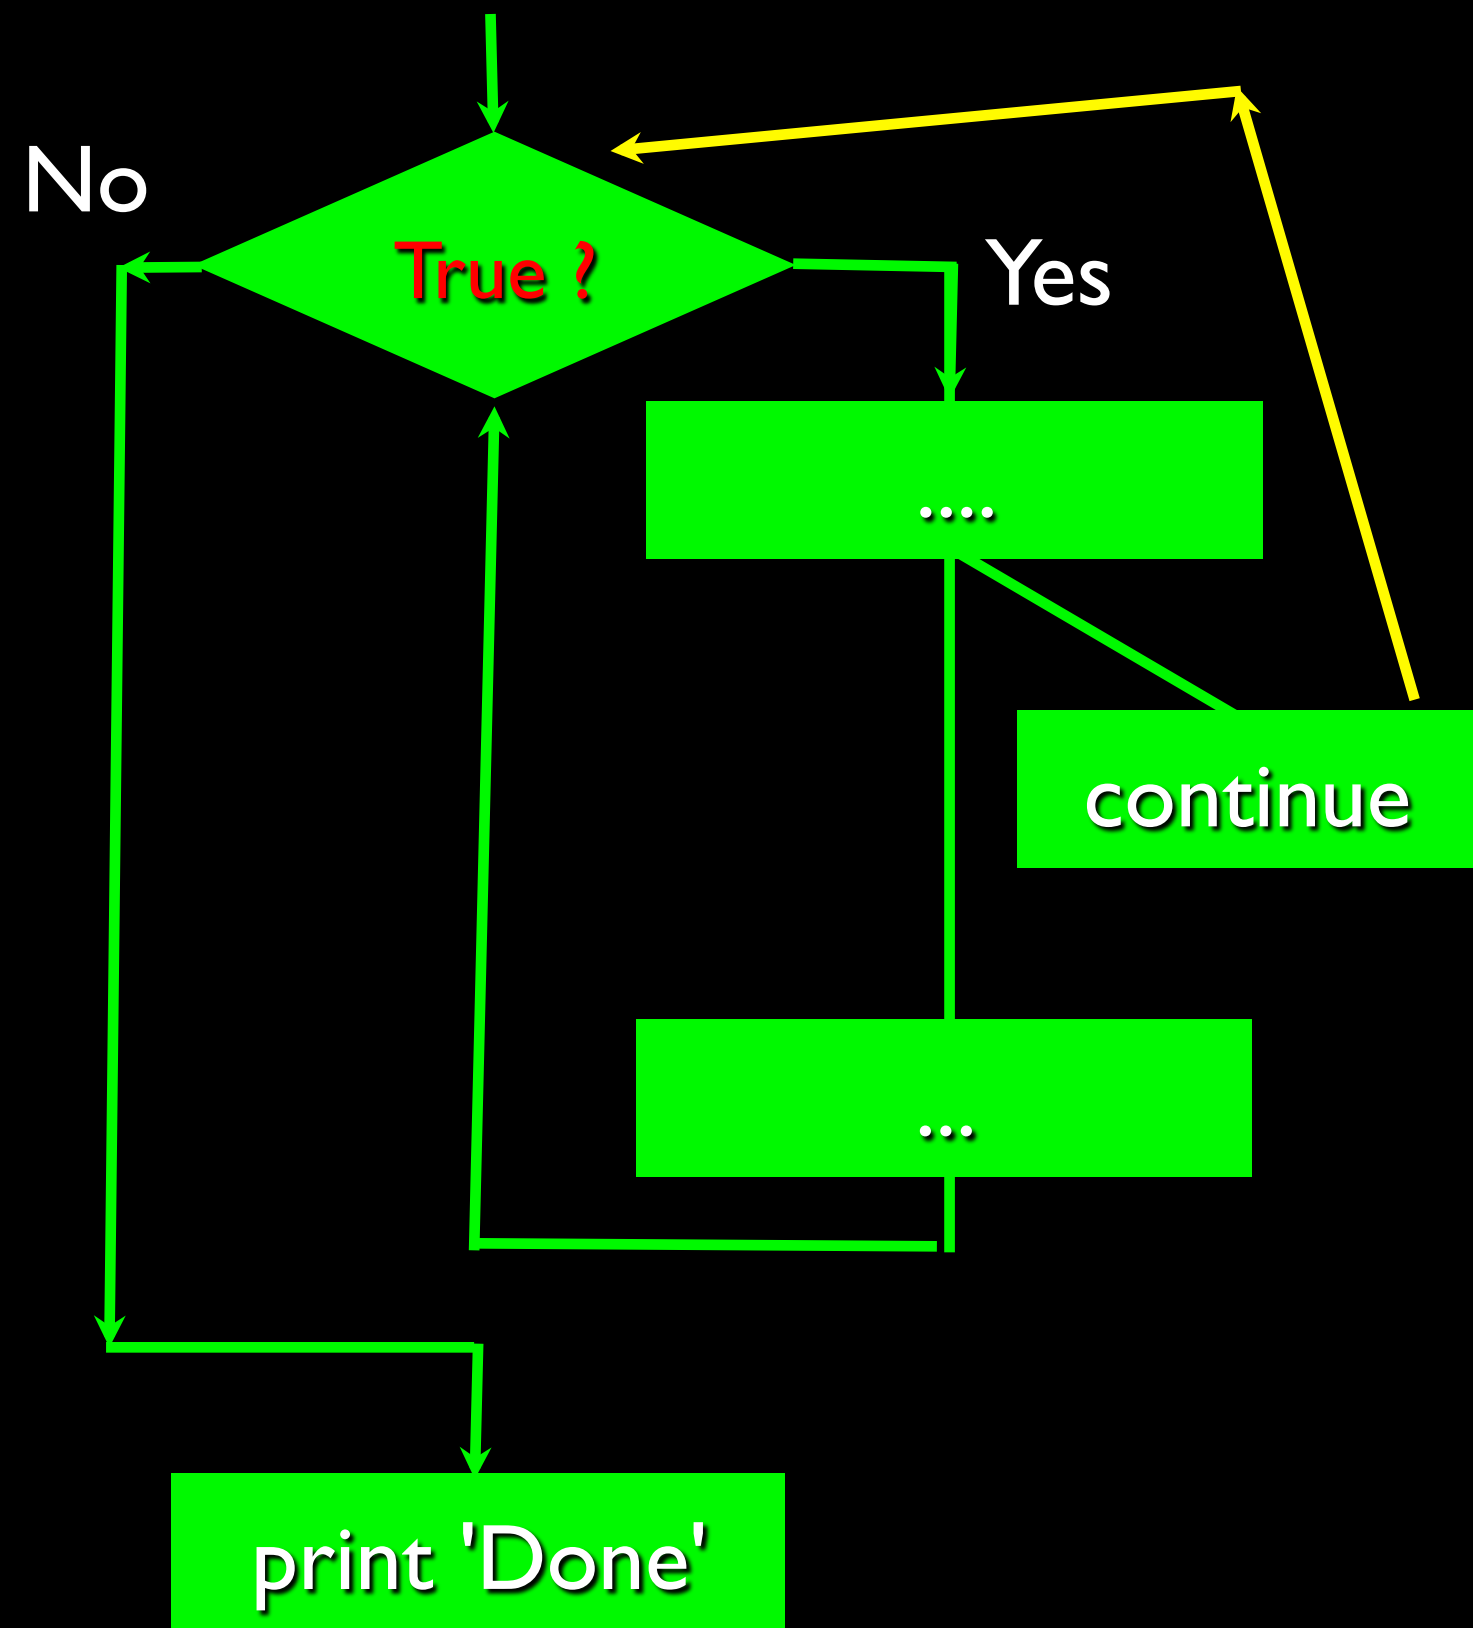 No
True ?
Yes
....
continue
...
print 'Done'